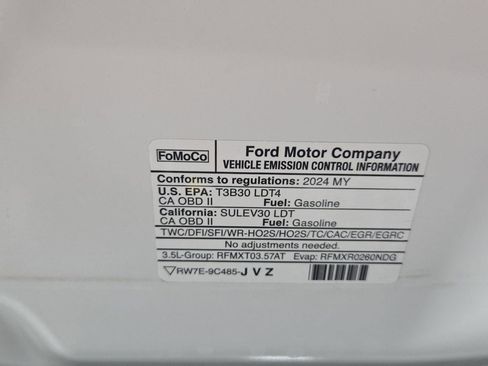 FoMoCo Ford Motor Company
VEHICLE EMISSION CONTROL INFORMATION
Conforms to regulations: 2024 MY
U.S. EPA: T3B30 LDT4
CA OBD II Fuel: Gasoline
California: SULEV30 LDT
CA OBD II Fuel: Gasoline
TWC/DFI/SFI/WR-HO2S/HO2S/TC/CAC/EGR/EGRC
No adjustments needed.
3.5L-Group: RFMXT03.57AT Evap: RFMXR0260NDG
RW7E-9C485-J V Z